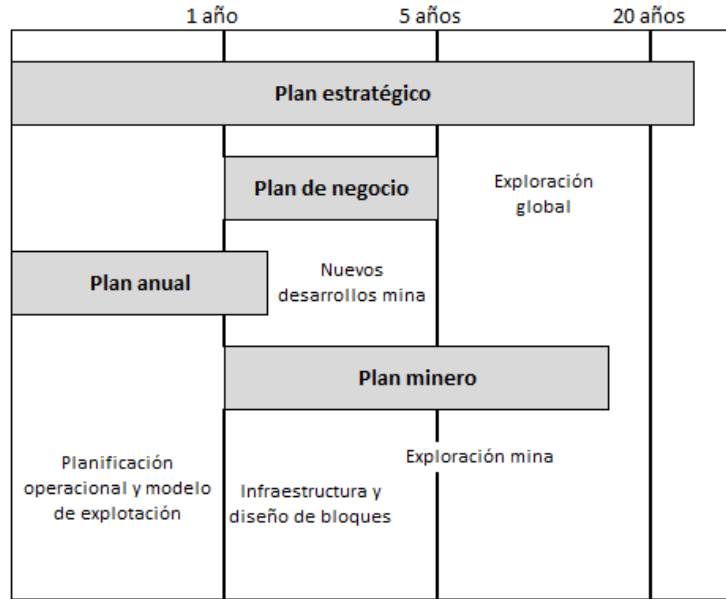 1 año 5 años 20 años
Plan estratégico
Plan de negocio
Exploración
global
Plan anual
Nuevos
desarrollos mina
Plan minero
Exploración mina
Planificación
operacional y modelo
de explotación
Infraestructura y
diseño de bloques